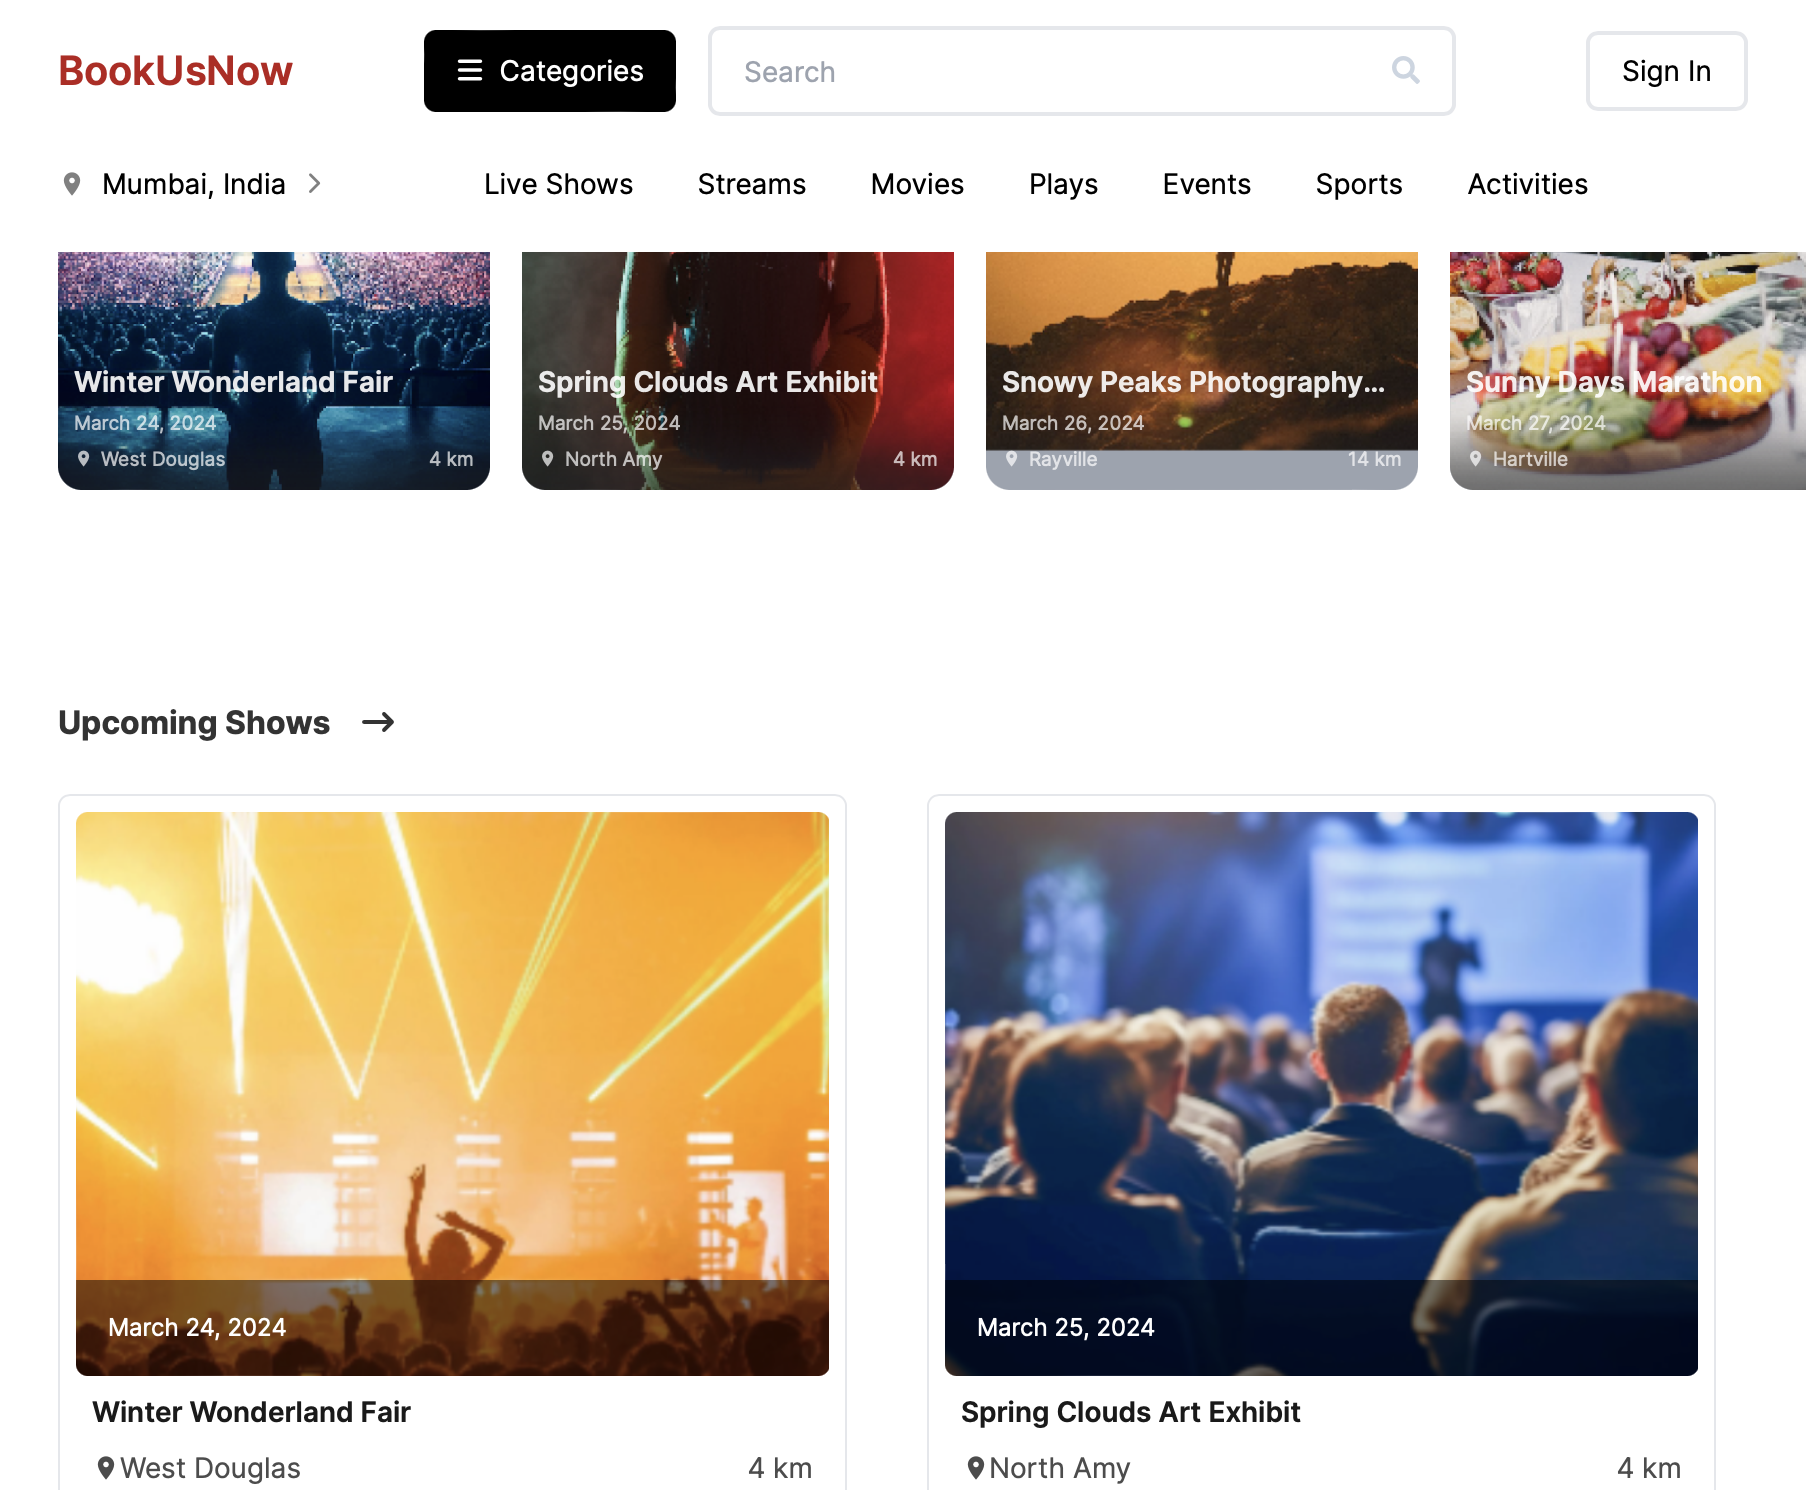 BookUsNow
Categories
Search
Sign In
Mumbai, India
Live Shows
Streams
Movies
Plays
Events
Sports
Activities
Winter Wonderland Fair
March 24, 2024
West Douglas 4 km
Spring Clouds Art Exhibit
March 25, 2024
North Amy 4 km
Snowy Peaks Photography...
March 26, 2024
Rayville 14 km
Sunny Days Marathon
March 27, 2024
Hartville
Upcoming Shows
March 24, 2024
Winter Wonderland Fair
West Douglas 4 km
March 25, 2024
Spring Clouds Art Exhibit
North Amy 4 km